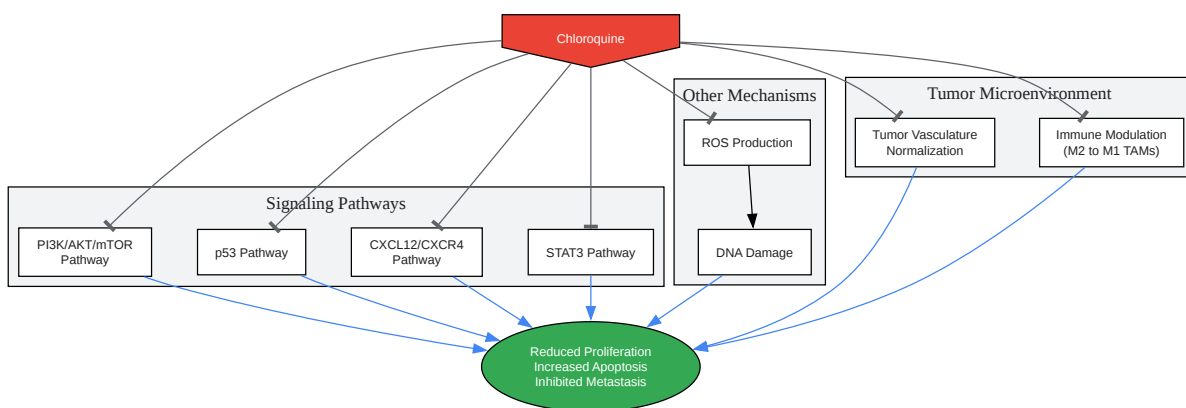 Chloroquine
Other Mechanisms
Tumor Microenvironment
ROS Production
Tumor Vasculature
Normalization
Immune Modulation
(M2 to M1 TAMs)
Signaling Pathways
PI3K/AKT/mTOR
Pathway
p53 Pathway
CXCL12/CXCR4
Pathway
STAT3 Pathway
DNA Damage
Reduced Proliferation
Increased Apoptosis
Inhibited Metastasis